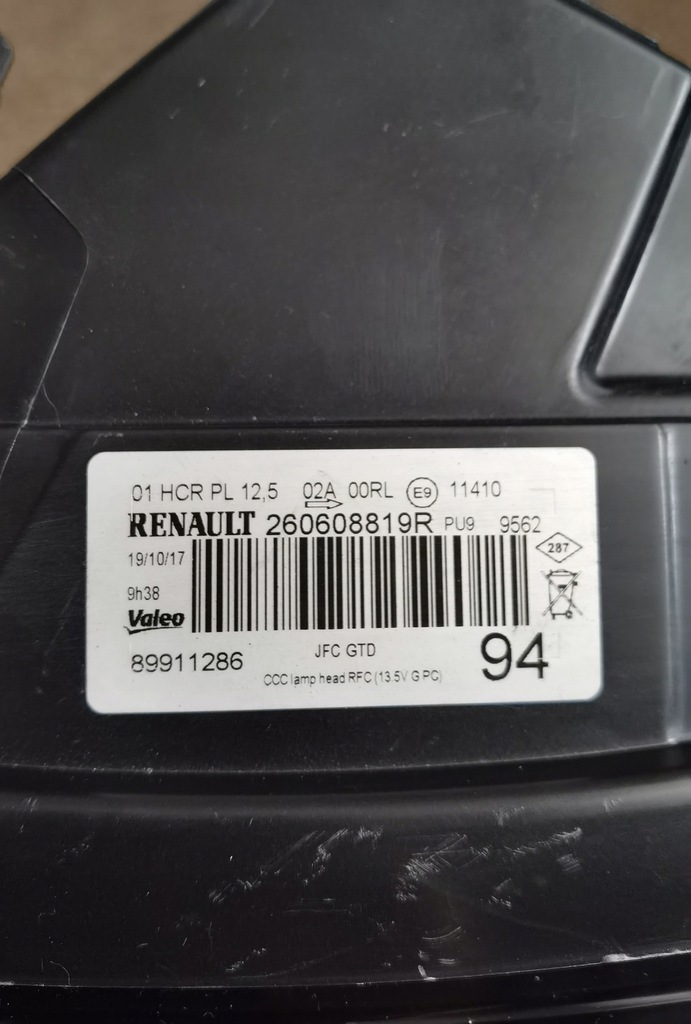 01 HCR PL 12,5 02A 00RL E9 11410
RENAULT 260608819R PU9 9562
19/10/17
287
9h38
Valeo
89911286
JFC GTD
94
CCC lamp head RFC (13.5V G PC)